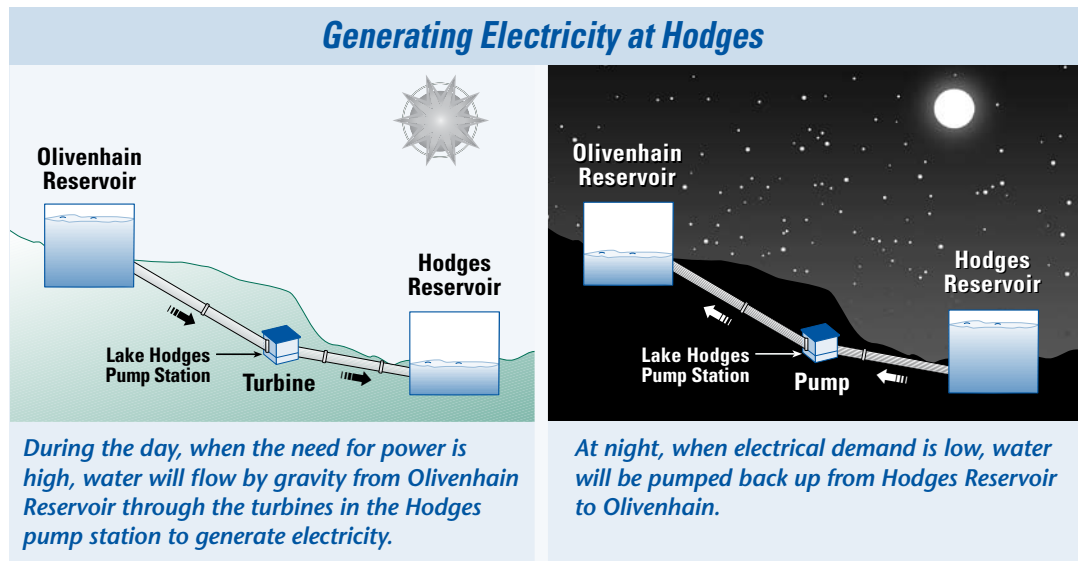 Generating Electricity at Hodges
Olivenhain
Reservoir
Hodges
Reservoir
Lake Hodges
Pump Station
Turbine
During the day, when the need for power is
high, water will flow by gravity from Olivenhain
Reservoir through the turbines in the Hodges
pump station to generate electricity.
Olivenhain
Reservoir
Hodges
Reservoir
Lake Hodges
Pump Station
Pump
At night, when electrical demand is low, water
will be pumped back up from Hodges Reservoir
to Olivenhain.